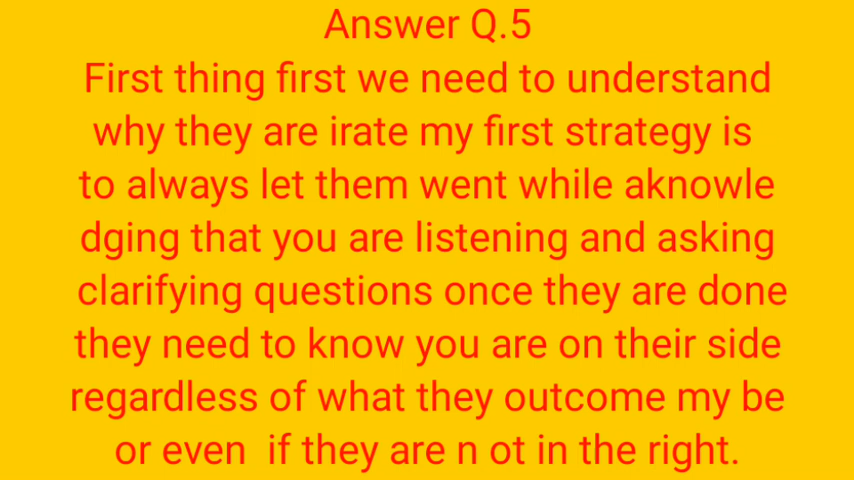 Answer Q.5
First thing first we need to understand
why they are irate my first strategy is
to always let them went while aknowle
dging that you are listening and asking
clarifying questions once they are done
they need to know you are on their side
regardless of what they outcome my be
or even  if they are n ot in the right.